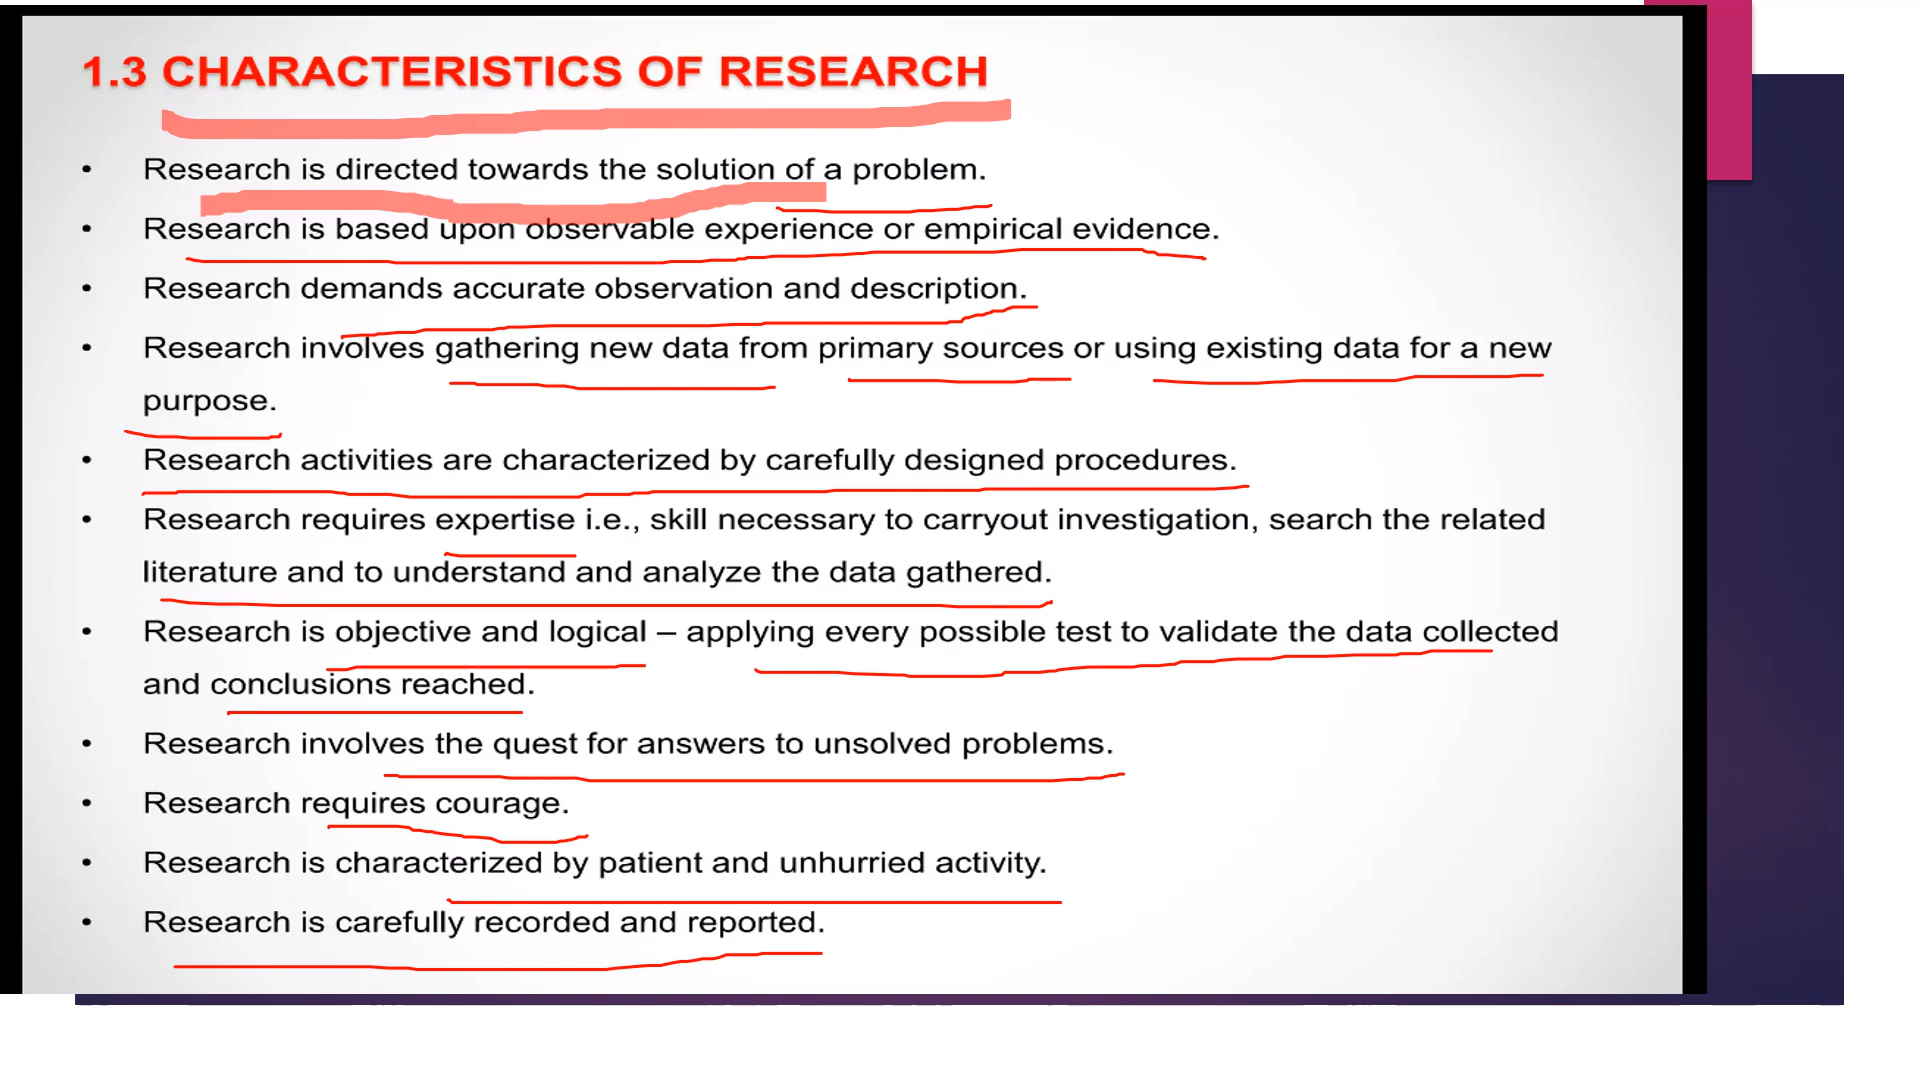 1.3 CHARACTERISTICS OF RESEARCH
• Research is directed towards the solution of a problem.
• Research is based upon observable experience or empirical evidence.
• Research demands accurate observation and description.
• Research involves gathering new data from primary sources or using existing data for a new
purpose.
• Research activities are characterized by carefully designed procedures.
• Research requires expertise i.e., skill necessary to carryout investigation, search the related
literature and to understand and analyze the data gathered.
• Research is objective and logical – applying every possible test to validate the data collected
and conclusions reached.
• Research involves the quest for answers to unsolved problems.
• Research requires courage.
• Research is characterized by patient and unhurried activity.
• Research is carefully recorded and reported.